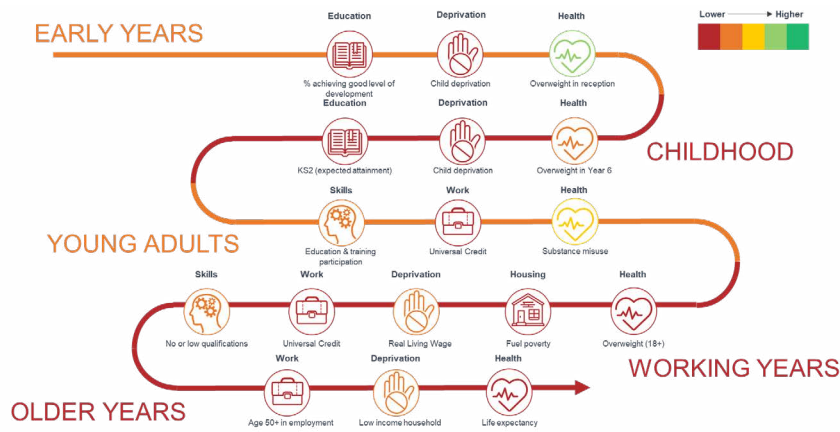 Lower Higher
EARLY YEARS
Education Deprivation Health
% achieving good level of development Child deprivation Overweight in reception
Education Deprivation Health
CHILDHOOD
KS2 (expected attainment) Child deprivation Overweight in Year 6
Skills Work Health
YOUNG ADULTS
Education & training participation Universal Credit Substance misuse
Skills Work Deprivation Housing Health
No or low qualifications Universal Credit Real Living Wage Fuel poverty Overweight (18+)
WORKING YEARS
Work Deprivation Health
OLDER YEARS
Age 50+ in employment Low income household Life expectancy